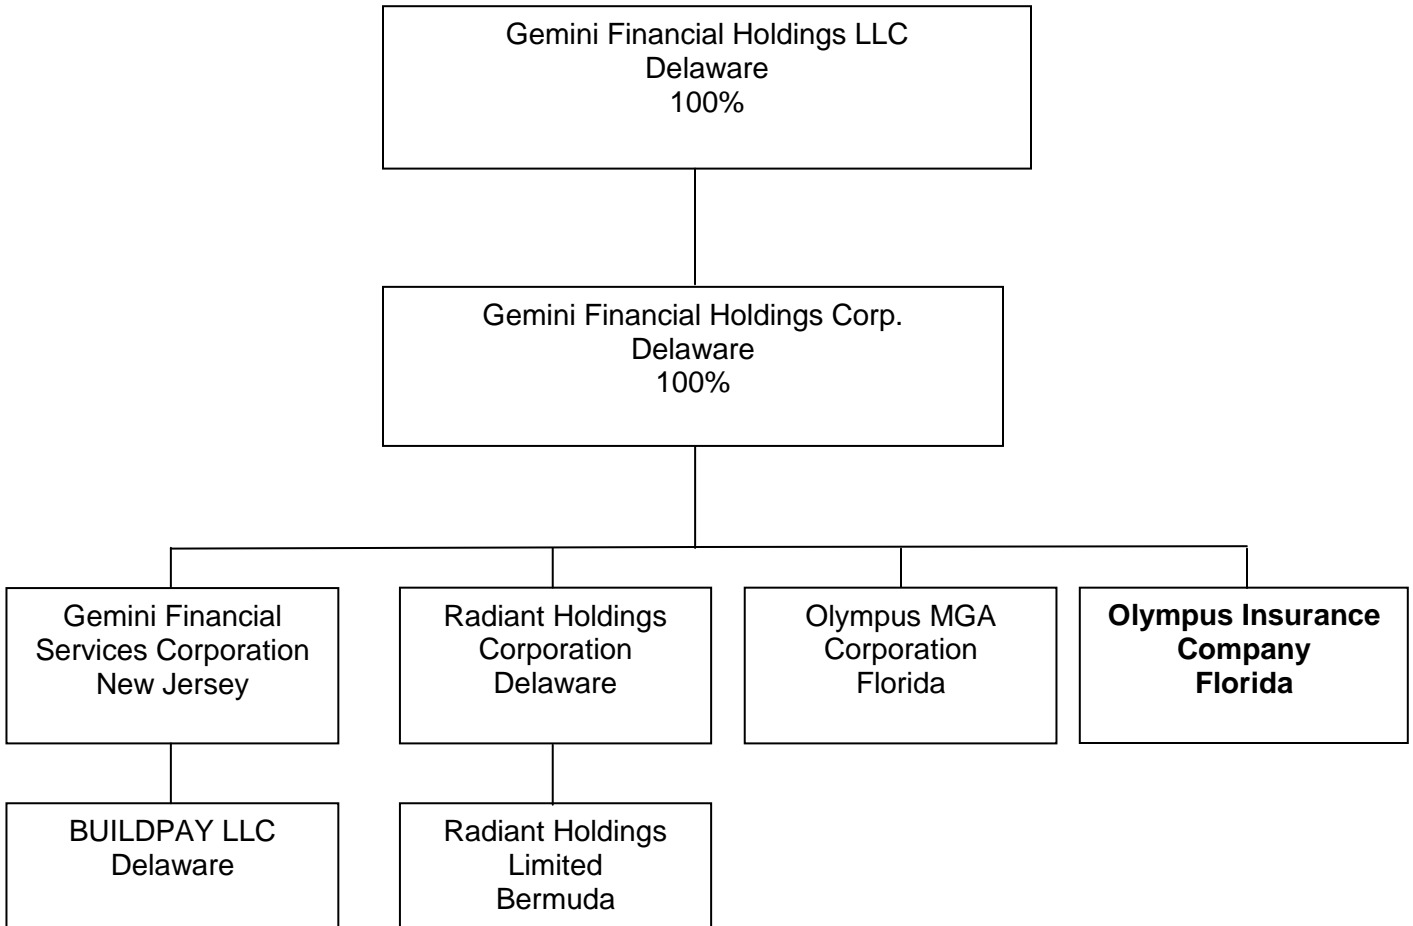 Gemini Financial Holdings LLC
Delaware
100%
Gemini Financial Holdings Corp.
Delaware
100%
Gemini Financial
Services Corporation
New Jersey
Radiant Holdings
Corporation
Delaware
Olympus MGA
Corporation
Florida
Olympus Insurance
Company
Florida
BUILDPAY LLC
Delaware
Radiant Holdings
Limited
Bermuda